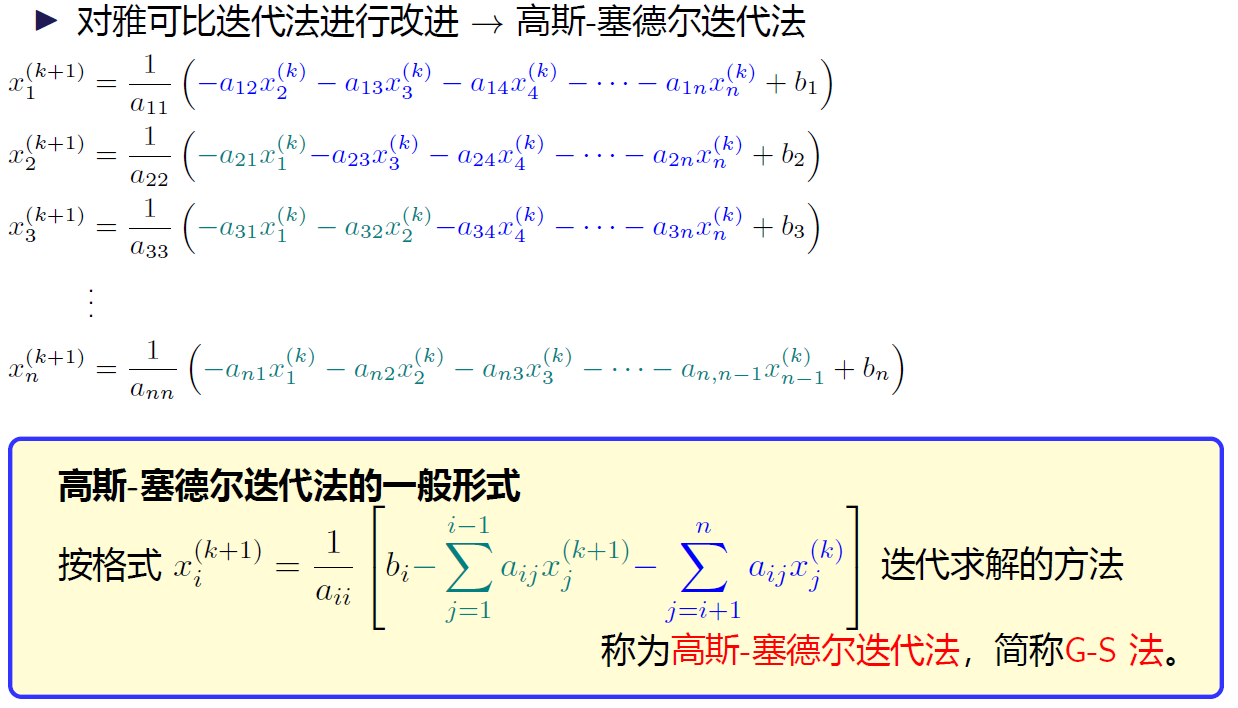 ▶ 对雅可比迭代法进行改进 → 高斯-塞德尔迭代法
$x_1^{(k+1)} = \frac{1}{a_{11}} \left( -a_{12}x_2^{(k)} - a_{13}x_3^{(k)} - a_{14}x_4^{(k)} - \cdots - a_{1n}x_n^{(k)} + b_1 \right)$
$x_2^{(k+1)} = \frac{1}{a_{22}} \left( -a_{21}x_1^{(k)} - a_{23}x_3^{(k)} - a_{24}x_4^{(k)} - \cdots - a_{2n}x_n^{(k)} + b_2 \right)$
$x_3^{(k+1)} = \frac{1}{a_{33}} \left( -a_{31}x_1^{(k)} - a_{32}x_2^{(k)} - a_{34}x_4^{(k)} - \cdots - a_{3n}x_n^{(k)} + b_3 \right)$
⋮
$x_n^{(k+1)} = \frac{1}{a_{nn}} \left( -a_{n1}x_1^{(k)} - a_{n2}x_2^{(k)} - a_{n3}x_3^{(k)} - \cdots - a_{n,n-1}x_{n-1}^{(k)} + b_n \right)$
高斯-塞德尔迭代法的一般形式
按格式 $x_i^{(k+1)} = \frac{1}{a_{ii}} \left[ b_i - \sum_{j=1}^{i-1} a_{ij}x_j^{(k+1)} - \sum_{j=i+1}^{n} a_{ij}x_j^{(k)} \right]$ 迭代求解的方法
称为高斯-塞德尔迭代法，简称G-S 法。